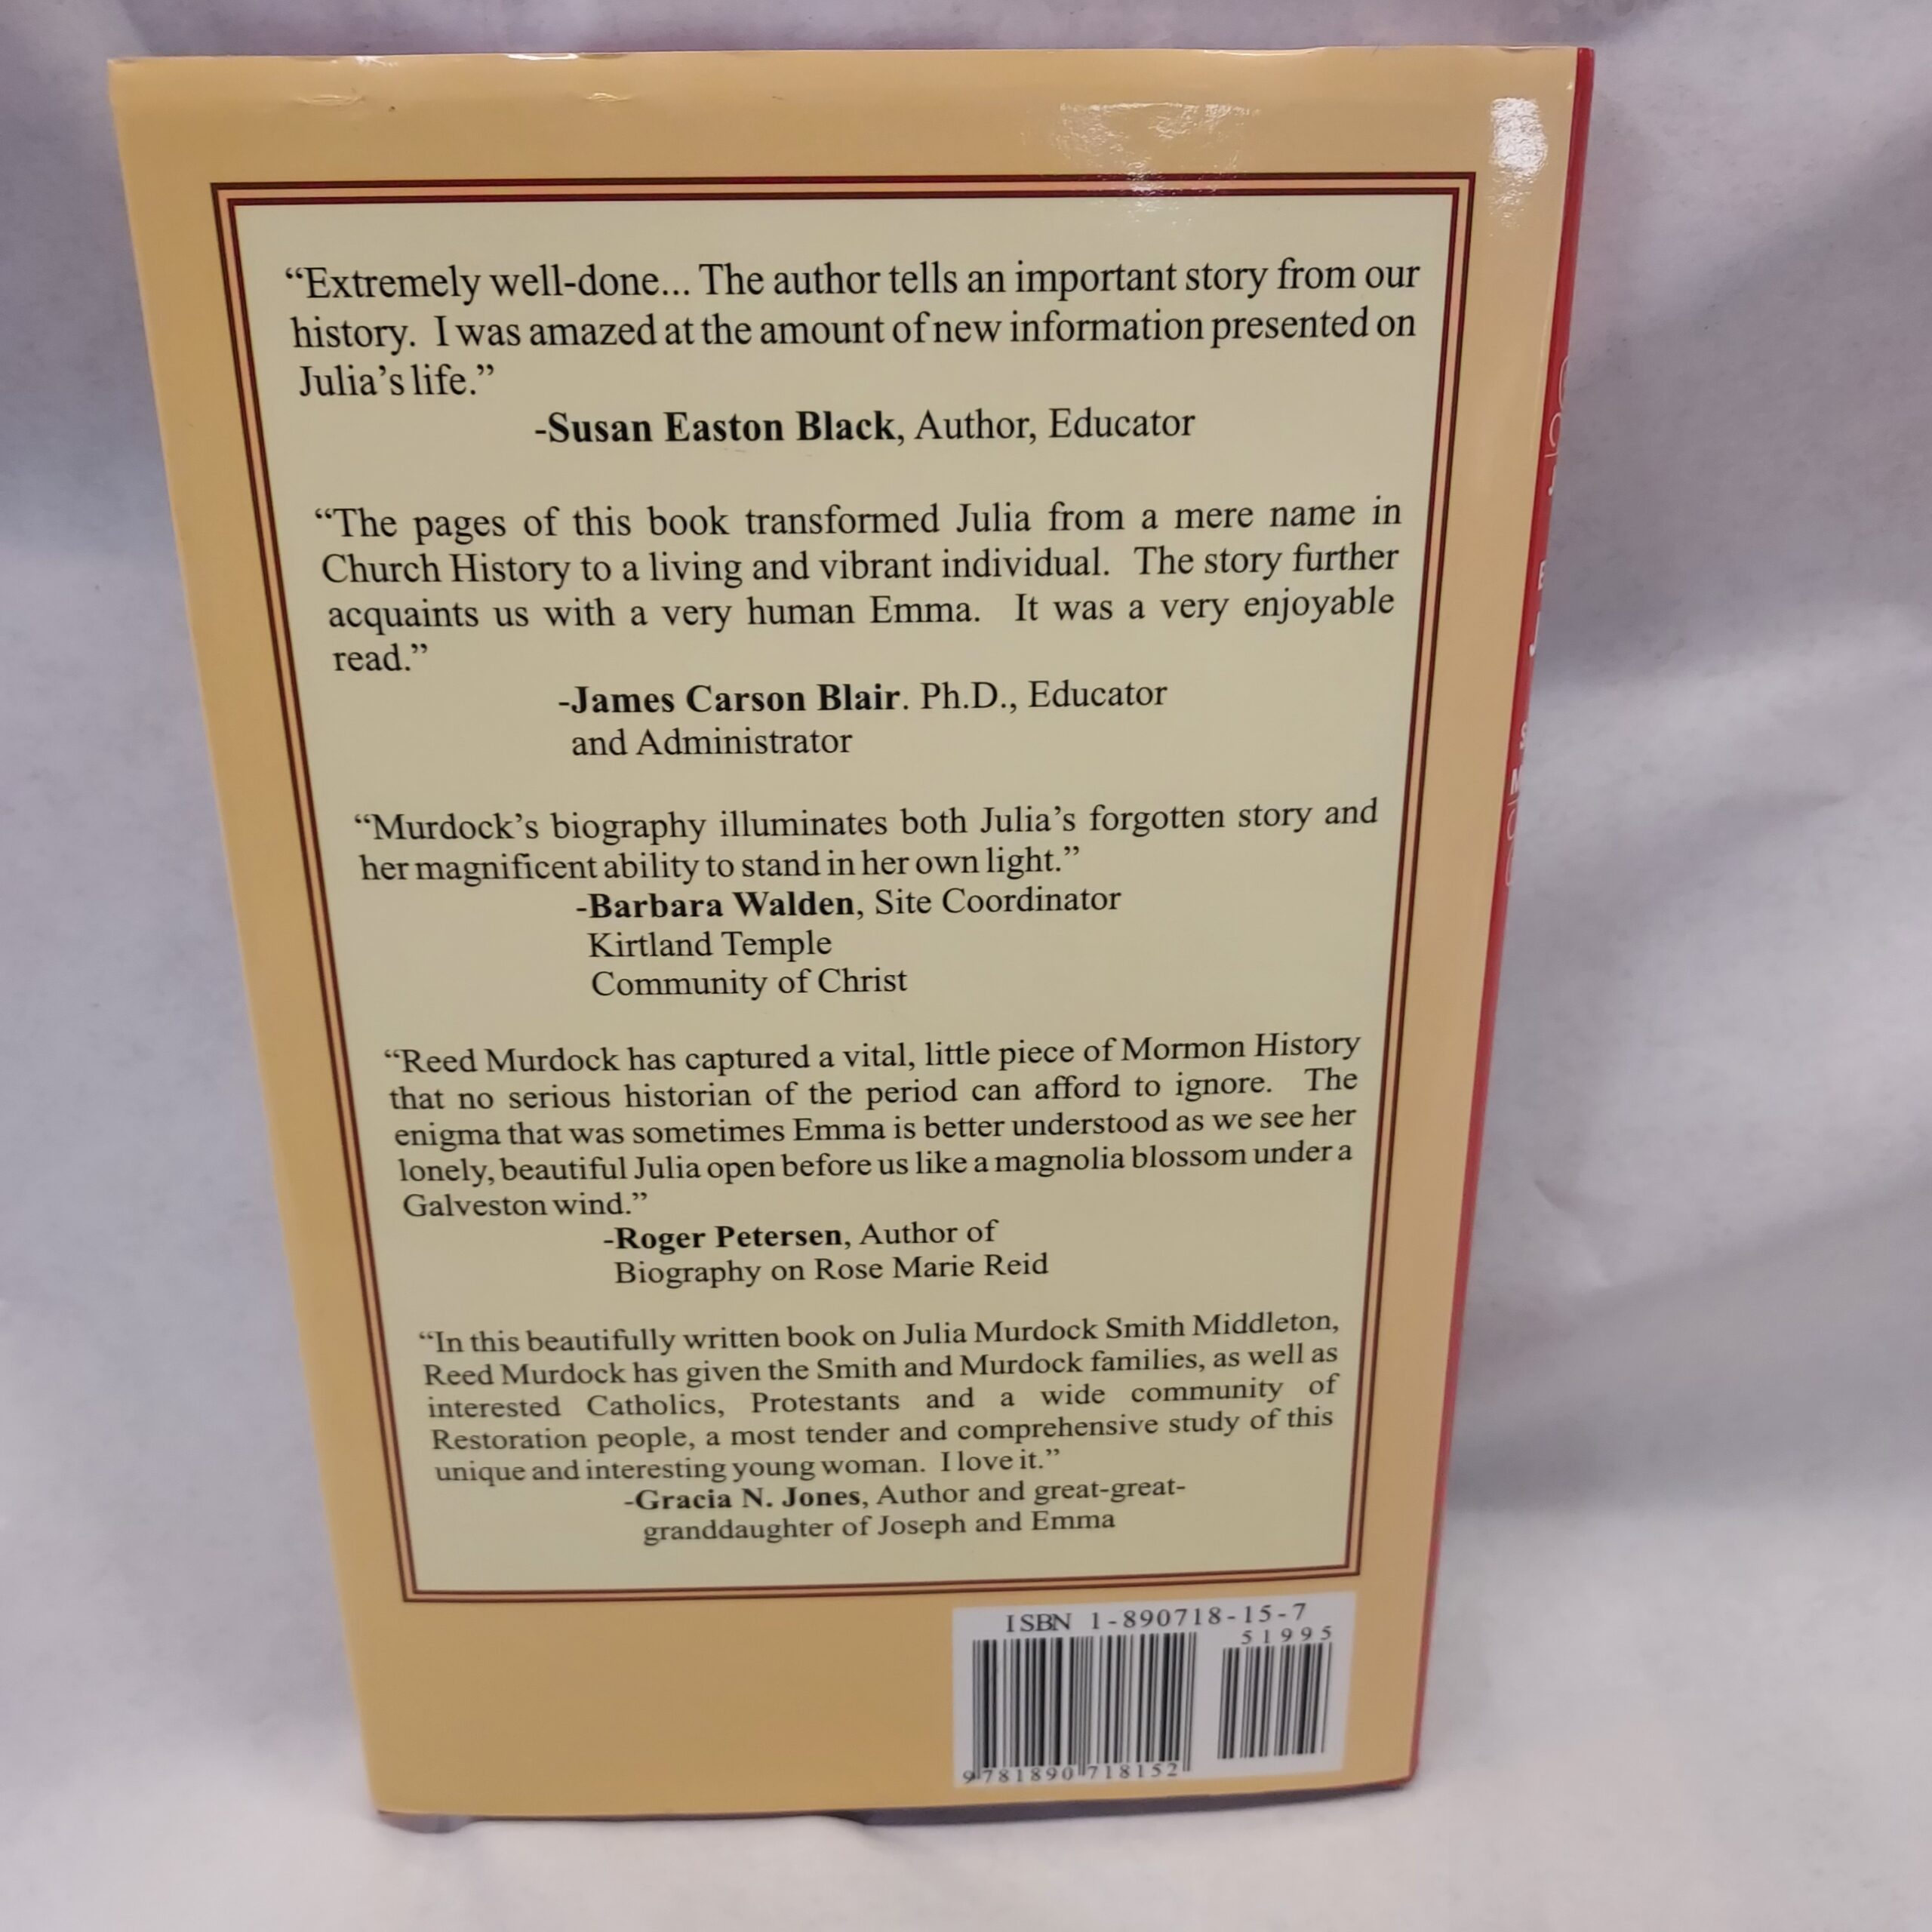 “Extremely well-done... The author tells an important story from our
history. I was amazed at the amount of new information presented on
Julia’s life.”
-Susan Easton Black, Author, Educator
“The pages of this book transformed Julia from a mere name in
Church History to a living and vibrant individual. The story further
acquaints us with a very human Emma. It was a very enjoyable
read.”
-James Carson Blair. Ph.D., Educator
and Administrator
“Murdock’s biography illuminates both Julia’s forgotten story and
her magnificent ability to stand in her own light.”
-Barbara Walden, Site Coordinator
Kirtland Temple
Community of Christ
“Reed Murdock has captured a vital, little piece of Mormon History
that no serious historian of the period can afford to ignore. The
enigma that was sometimes Emma is better understood as we see her
lonely, beautiful Julia open before us like a magnolia blossom under a
Galveston wind.”
-Roger Petersen, Author of
Biography on Rose Marie Reid
“In this beautifully written book on Julia Murdock Smith Middleton,
Reed Murdock has given the Smith and Murdock families, as well as
interested Catholics, Protestants and a wide community of
Restoration people, a most tender and comprehensive study of this
unique and interesting young woman. I love it.”
-Gracia N. Jones, Author and great-great-
granddaughter of Joseph and Emma
ISBN 1-890718-15-7
51995
9781890718152